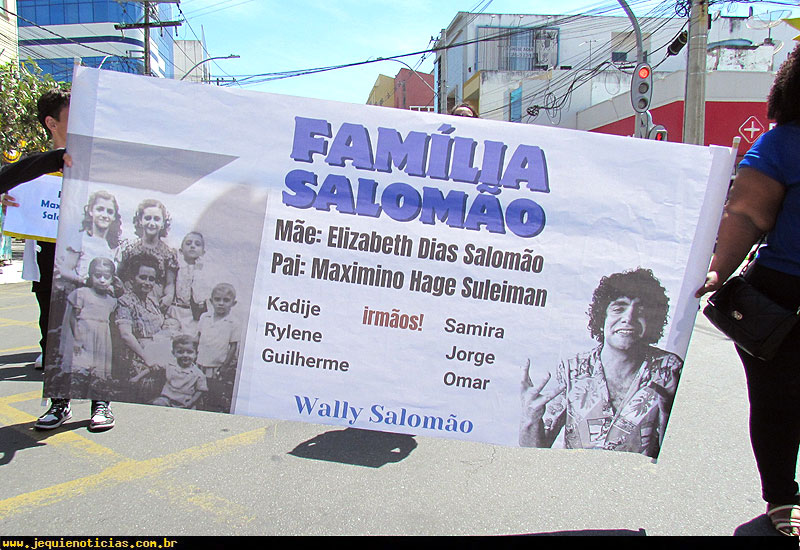 FAMÍLIA
SALOMÃO
Mãe: Elizabeth Dias Salomão
Pai: Maximino Hage Suleiman
irmãos!
Kadije
Rylene
Guilherme
Samira
Jorge
Omar
Wally Salomão
www.jequienoticias.com.br